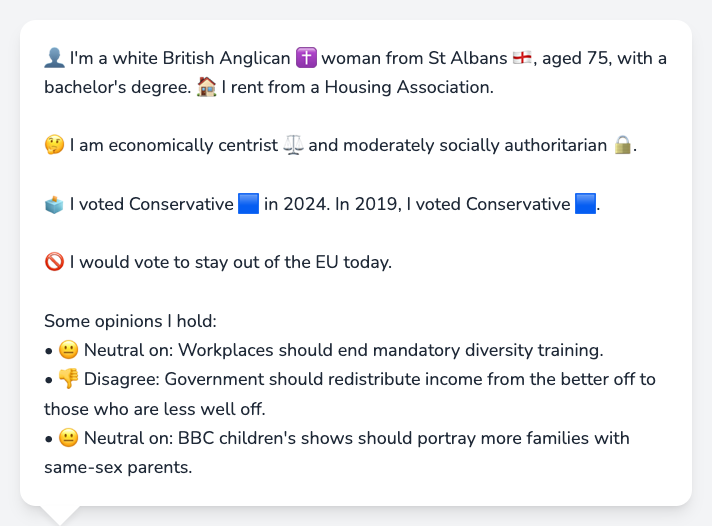 👤 I'm a white British Anglican ✝️ woman from St Albans 🏴󠁧󠁢󠁥󠁮󠁧󠁿, aged 75, with a
bachelor's degree. 🏠 I rent from a Housing Association.
🤔 I am economically centrist ⚖️ and moderately socially authoritarian 🔒.
🗳️ I voted Conservative 🟦 in 2024. In 2019, I voted Conservative 🟦.
🚫 I would vote to stay out of the EU today.
Some opinions I hold:
• 😐 Neutral on: Workplaces should end mandatory diversity training.
• 👎 Disagree: Government should redistribute income from the better off to
those who are less well off.
• 😐 Neutral on: BBC children's shows should portray more families with
same-sex parents.